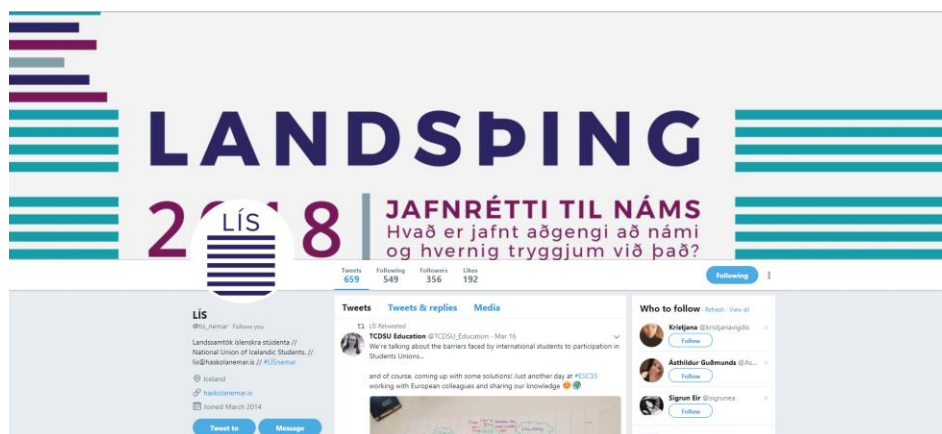 LANDSÞING
2018
JAFNRÉTTI TIL NÁMS
Hvað er jafnt aðgengi að námi
og hvernig tryggjum við það?
LÍS
Tweets Following Followers Likes
659 549 356 192
Following
LÍS
@lis_nemar Follows you
Landssamtök íslenskra stúdenta //
National Union of Icelandic Students. //
lis@haskolanemar.is // #LÍSnemar
Iceland
haskolanemar.is
Joined March 2014
Tweet to Message
Tweets Tweets & replies Media
LÍS Retweeted
TCDSU Education @TCDSU_Education · Mar 16
We're talking about the barriers faced by international students to participation in
Students Unions...
and of course, coming up with some solutions! Just another day at #ESC35
working with European colleagues and sharing our knowledge 😊 🌍
Who to follow · Refresh · View all
Kristjana @kristjanavigdis
Follow
Ásthildur Guðmunds @Ás...
Follow
Sigrun Eir @sigrunea
Follow